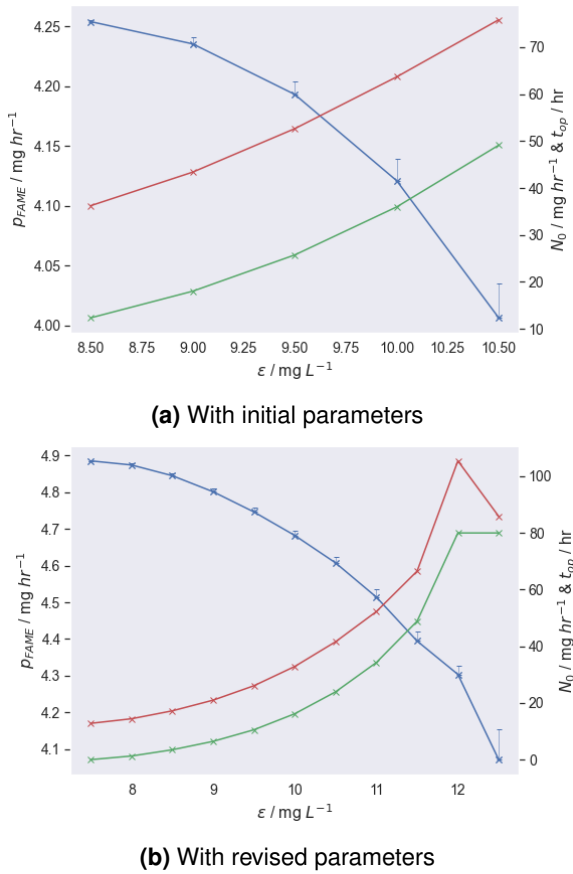 4.25
4.20
4.15
4.10
4.05
4.00
p_FAME / mg hr⁻¹
70
60
50
40
30
20
10
N₀ / mg hr⁻¹ & t_op / hr
8.50 8.75 9.00 9.25 9.50 9.75 10.00 10.25 10.50
ε / mg L⁻¹
(a) With initial parameters
4.9
4.8
4.7
4.6
4.5
4.4
4.3
4.2
4.1
p_FAME / mg hr⁻¹
100
80
60
40
20
0
N₀ / mg hr⁻¹ & t_op / hr
8 9 10 11 12
ε / mg L⁻¹
(b) With revised parameters